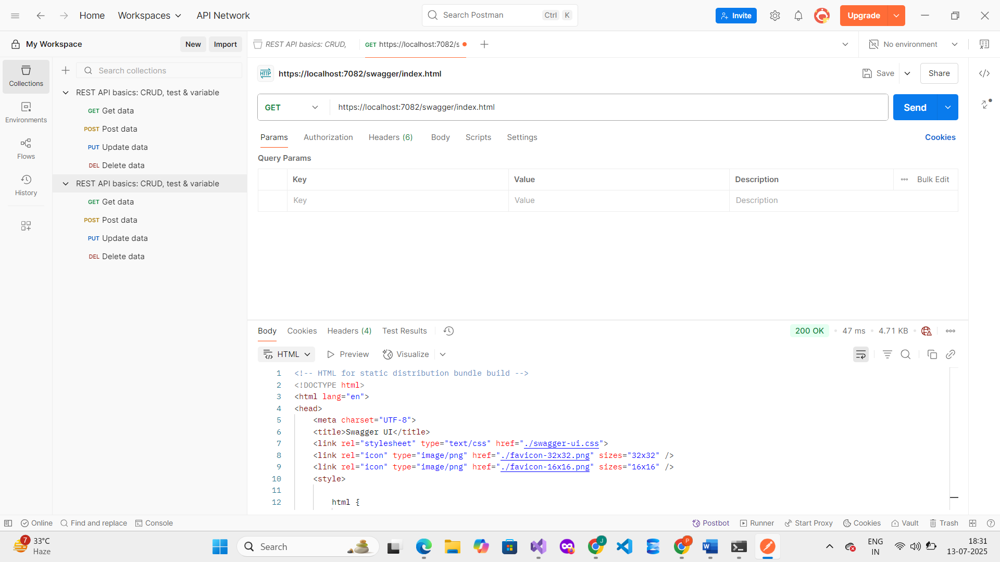 Home
Workspaces
API Network
Search Postman
Ctrl K
Invite
Upgrade
My Workspace
New
Import
REST API basics: CRUD,
GET https://localhost:7082/s
No environment
Collections
Environments
Flows
History
Search collections
REST API basics: CRUD, test & variable
GET Get data
POST Post data
PUT Update data
DEL Delete data
REST API basics: CRUD, test & variable
GET Get data
POST Post data
PUT Update data
DEL Delete data
HTTP https://localhost:7082/swagger/index.html
Save
Share
GET
https://localhost:7082/swagger/index.html
Send
Params
Authorization
Headers (6)
Body
Scripts
Settings
Cookies
Query Params
Key
Value
Description
Bulk Edit
Key
Value
Description
Body
Cookies
Headers (4)
Test Results
200 OK
47 ms
4.71 KB
HTML
Preview
Visualize
1 <!-- HTML for static distribution bundle build -->
2 <!DOCTYPE html>
3 <html lang="en">
4 <head>
5 <meta charset="UTF-8">
6 <title>Swagger UI</title>
7 <link rel="stylesheet" type="text/css" href="./swagger-ui.css">
8 <link rel="icon" type="image/png" href="./favicon-32x32.png" sizes="32x32" />
9 <link rel="icon" type="image/png" href="./favicon-16x16.png" sizes="16x16" />
10 <style>
11
12 html {
Online
Find and replace
Console
Postbot
Runner
Start Proxy
Cookies
Vault
Trash
7
33°C
Haze
Search
J
P
W
ENG
IN
18:31
13-07-2025